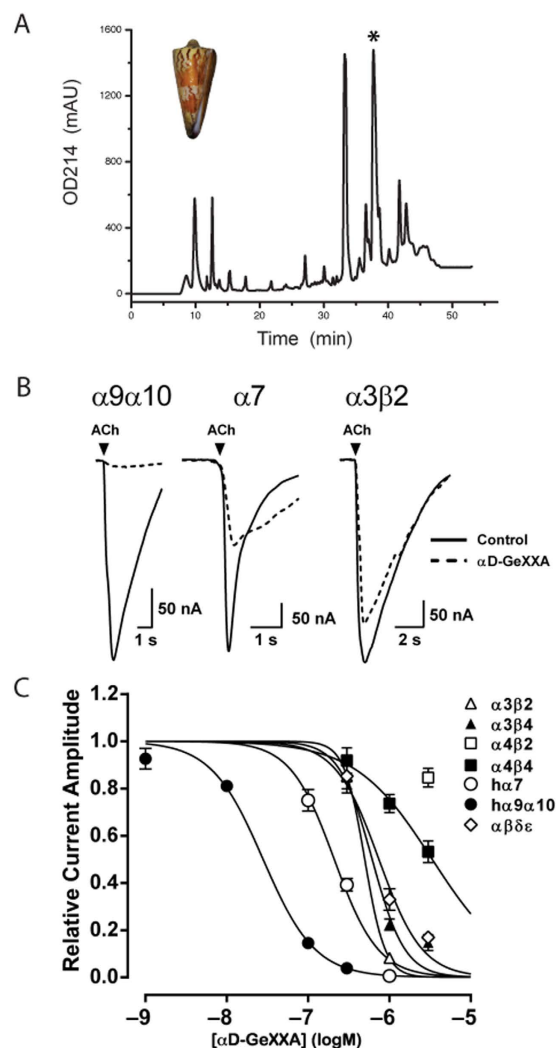 A
1600
1200
800
400
0
OD214 (mAU)
*
0 10 20 30 40 50
Time (min)
B
α9α10 α7 α3β2
ACh ACh ACh
Control
αD-GeXXA
50 nA 50 nA 50 nA
1 s 1 s 2 s
C
1.2
1.0
0.8
0.6
0.4
0.2
0.0
Relative Current Amplitude
α3β2
α3β4
α4β2
α4β4
hα7
hα9α10
αβδε
−9 −8 −7 −6 −5
[αD-GeXXA] (logM)